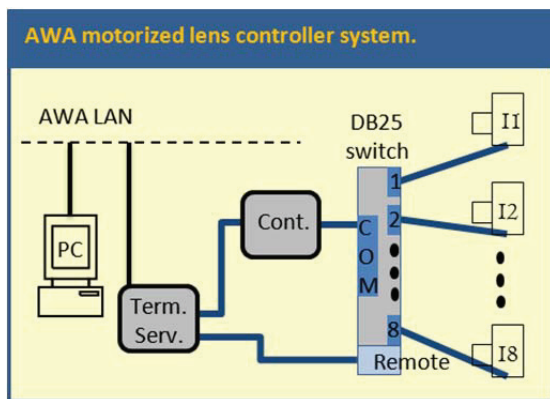 AWA motorized lens controller system.
AWA LAN
DB25
switch
I1
1
Cont.
2
I2
C
O
M
PC
Term.
Serv.
8
Remote
I8